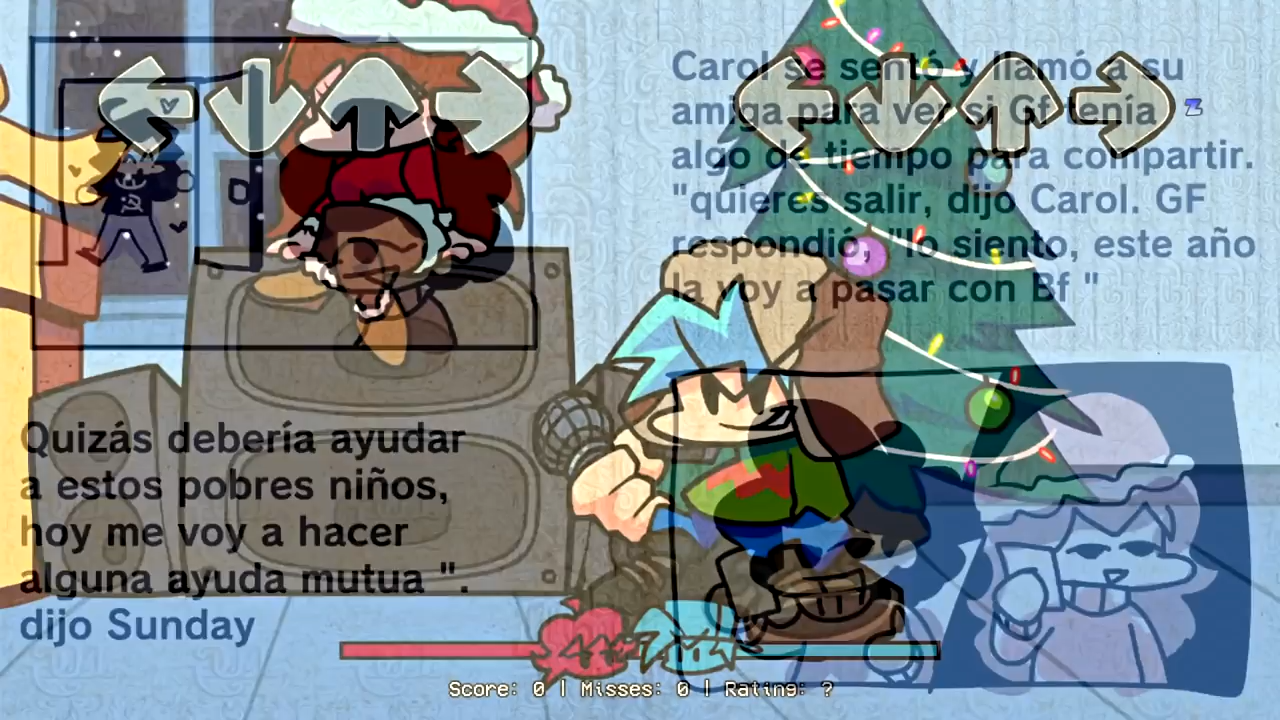 Carol se sentó y llamó a su
amiga para ver si Gf tenía
algo de tiempo para compartir.
"quieres salir, dijo Carol. GF
respondió, "lo siento, este año
la voy a pasar con Bf "
Quizás debería ayudar
a estos pobres niños,
hoy me voy a hacer
alguna ayuda mutua ".
dijo Sunday
Score: 0 | Misses: 0 | Rating: ?